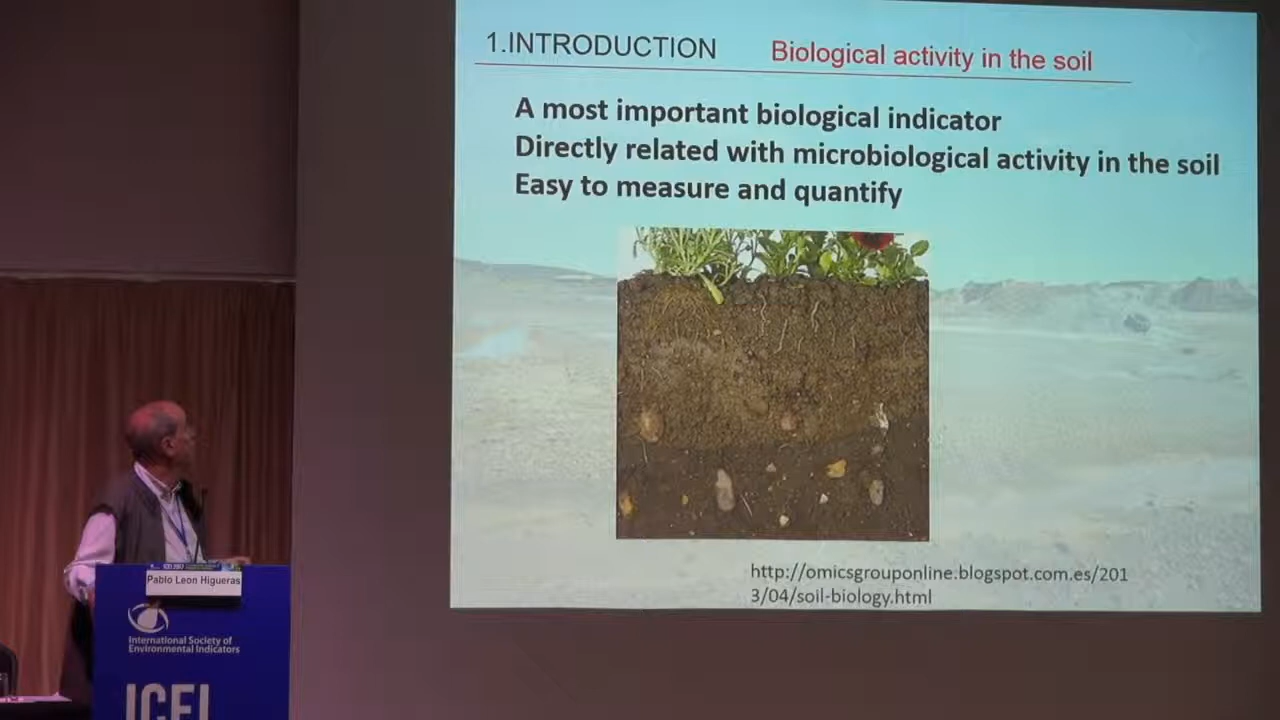 1.INTRODUCTION Biological activity in the soil
A most important biological indicator
Directly related with microbiological activity in the soil
Easy to measure and quantify
http://omicsgrouponline.blogspot.com.es/201
3/04/soil-biology.html
Pablo Leon Higueras
International Society of
Environmental Indicators
ICEI